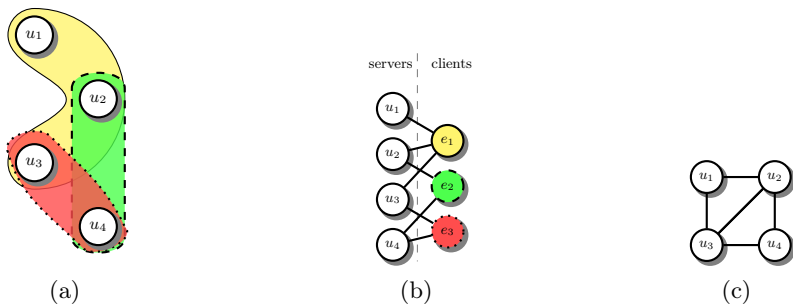 u1
u2
u3
u4
(a)
servers clients
u1
e1
u2
e2
u3
e3
u4
(b)
u1 u2
u3 u4
(c)